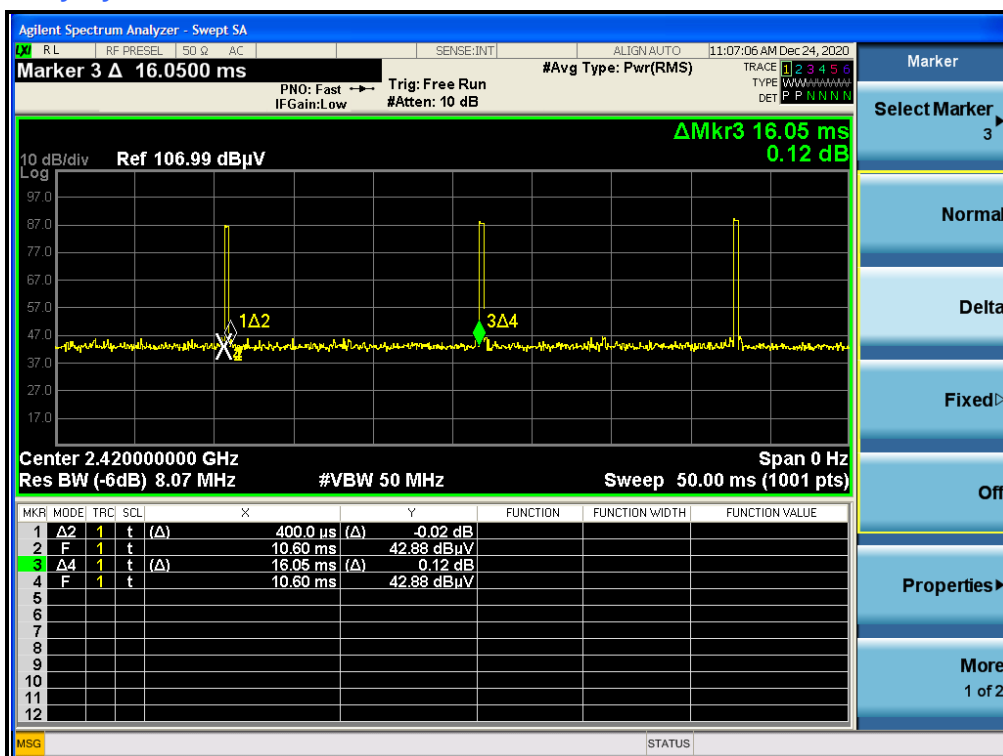 Agilent Spectrum Analyzer - Swept SA
LXI RL RF PRESEL 50 Ω AC SENSE:INT ALIGN AUTO 11:07:06 AM Dec 24, 2020
Marker 3 Δ 16.0500 ms
PNO: Fast
IFGain:Low
Trig: Free Run
#Atten: 10 dB
#Avg Type: Pwr(RMS)
TRACE 1 2 3 4 5 6
TYPE WWWWWW
DET P P N N N N
ΔMkr3 16.05 ms
0.12 dB
10 dB/div Ref 106.99 dBµV
Log
97.0
87.0
77.0
67.0
57.0
47.0
37.0
27.0
17.0
1Δ2
3Δ4
Center 2.420000000 GHz Span 0 Hz
Res BW (-6dB) 8.07 MHz #VBW 50 MHz Sweep 50.00 ms (1001 pts)
MKR MODE TRC SCL X Y FUNCTION FUNCTION WIDTH FUNCTION VALUE
1 Δ2 1 t (Δ) 400.0 µs (Δ) -0.02 dB
2 F 1 t 10.60 ms 42.88 dBµV
3 Δ4 1 t (Δ) 16.05 ms (Δ) 0.12 dB
4 F 1 t 10.60 ms 42.88 dBµV
5
6
7
8
9
10
11
12
MSG STATUS
Marker
Select Marker
3
Normal
Delta
Fixed
Off
Properties
More
1 of 2